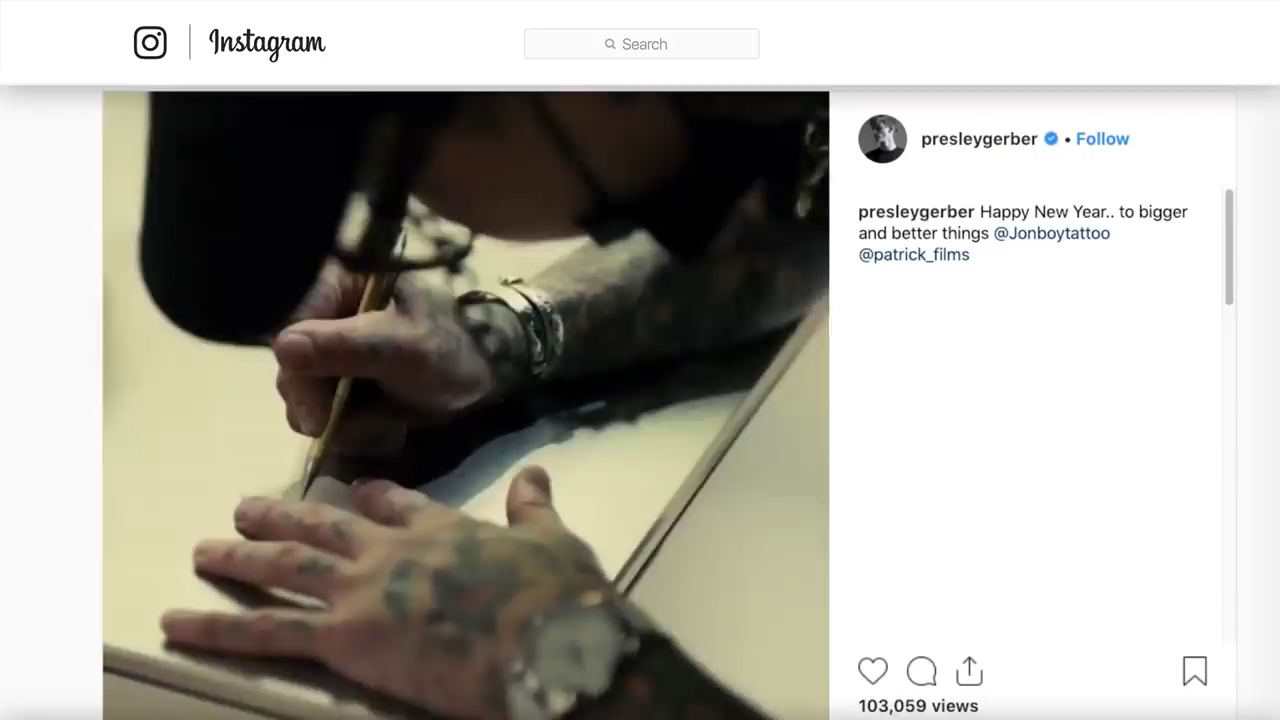 Instagram
Search
presleygerber • Follow
presleygerber Happy New Year.. to bigger
and better things @Jonboytattoo
@patrick_films
103,059 views